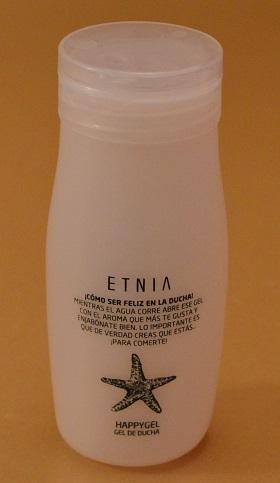 ETNIA
¡CÓMO SER FELIZ EN LA DUCHA!
MIENTRAS EL AGUA CORRE ABRE ESE GEL
CON EL AROMA QUE MÁS TE GUSTA Y
ENJABÓNATE BIEN. LO IMPORTANTE ES
QUE DE VERDAD CREAS QUE ESTÁS...
¡PARA COMERTE!
HAPPYGEL
GEL DE DUCHA